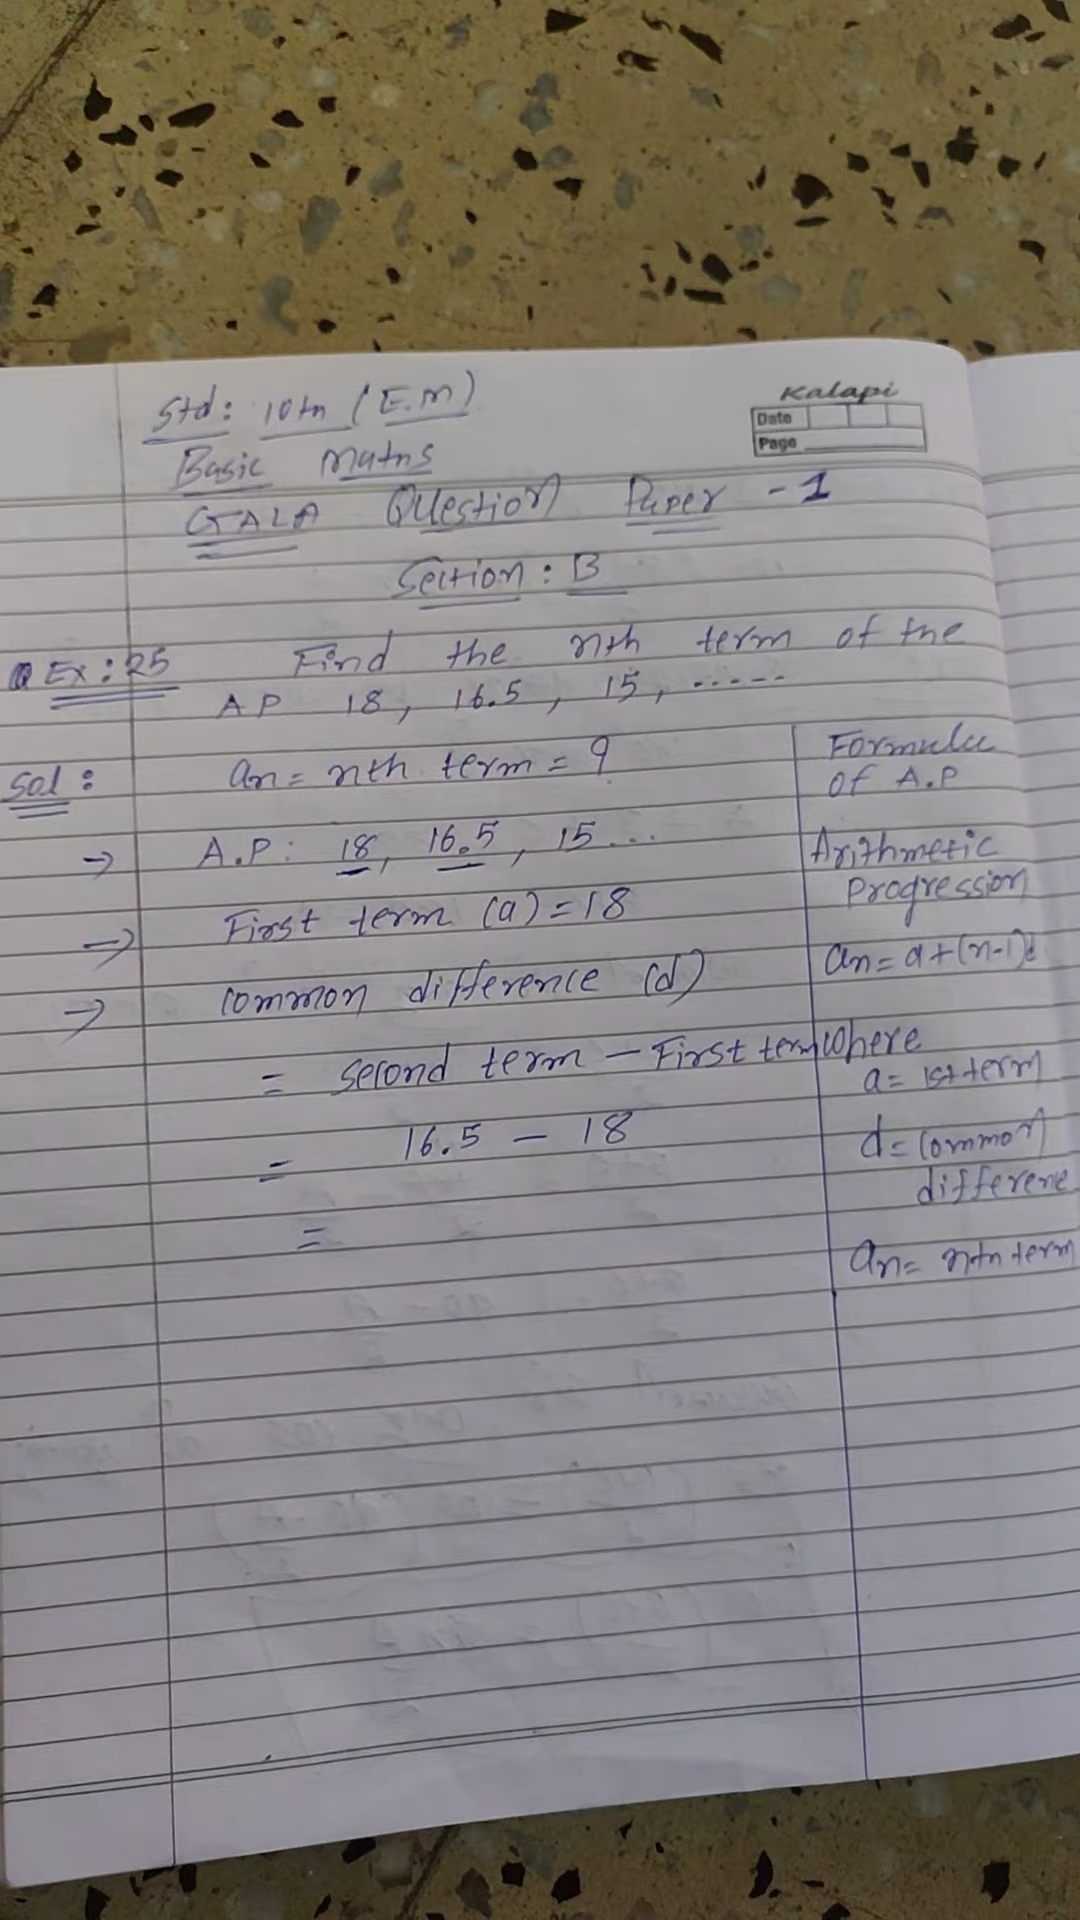 Std: 10th (E.M)
Kalapi
Date
Page
Basic Maths
GALA Question Paper - 1
Section: B
Ex: 25 Find the nth term of the
AP 18, 16.5, 15, ......
Sol: an = nth term = ?
→ A.P: 18, 16.5, 15...
→ First term (a) = 18
→ Common difference (d)
= Second term - First term
= 16.5 - 18
=
Formula
of A.P
Arithmetic
Progression
an = a + (n-1)d
Where
a = 1st term
d = Common
difference
an = nth term